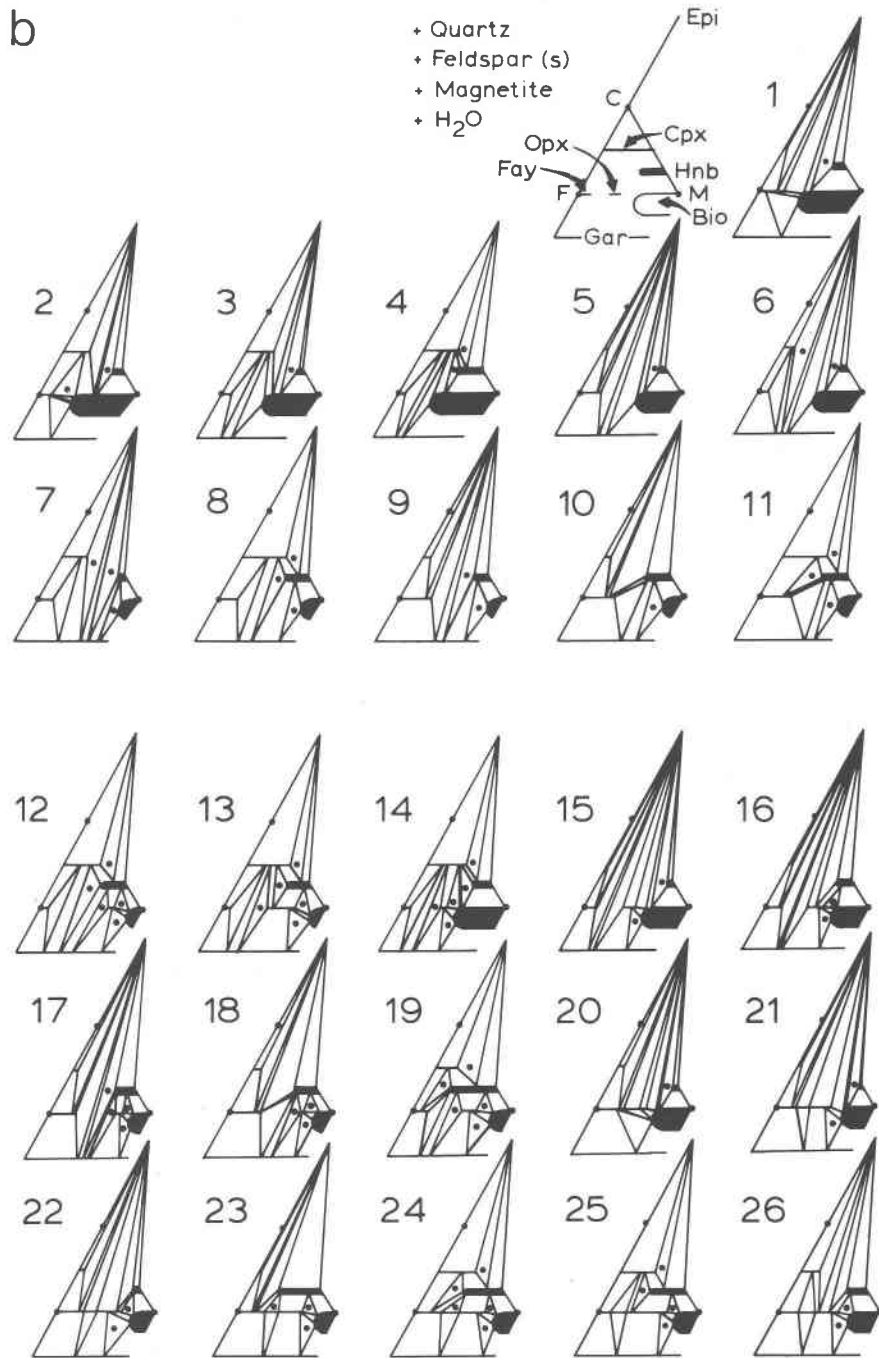 b
+ Quartz
+ Feldspar (s)
+ Magnetite
+ H₂O
Epi
C
Cpx
Opx
Fay
Hnb
F
M
Bio
Gar
1
2
3
4
5
6
7
8
9
10
11
12
13
14
15
16
17
18
19
20
21
22
23
24
25
26